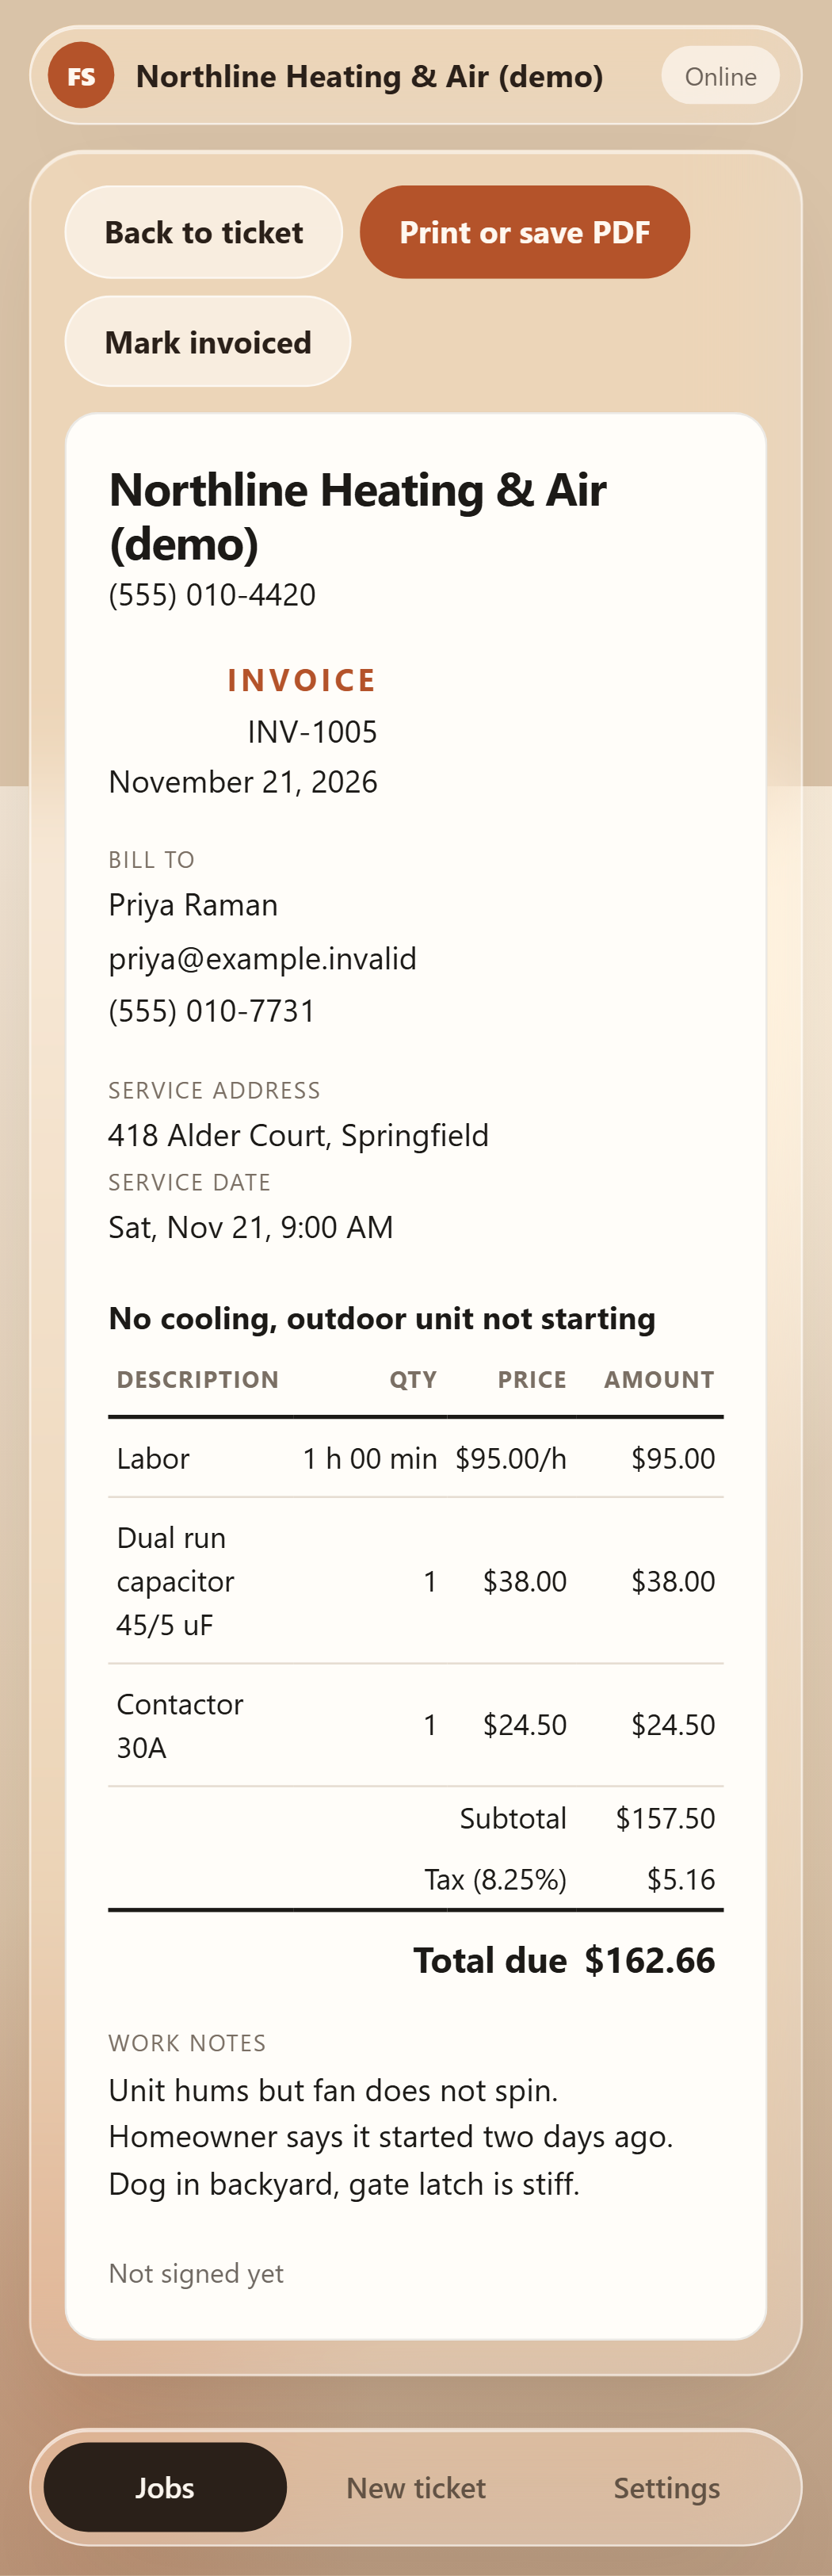 FS Northline Heating & Air (demo) Online
Back to ticket Print or save PDF
Mark invoiced
Northline Heating & Air
(demo)
(555) 010-4420
INVOICE
INV-1005
November 21, 2026
BILL TO
Priya Raman
priya@example.invalid
(555) 010-7731
SERVICE ADDRESS
418 Alder Court, Springfield
SERVICE DATE
Sat, Nov 21, 9:00 AM
No cooling, outdoor unit not starting
DESCRIPTION QTY PRICE AMOUNT
Labor 1 h 00 min $95.00/h $95.00
Dual run
capacitor 1 $38.00 $38.00
45/5 uF
Contactor
30A 1 $24.50 $24.50
Subtotal $157.50
Tax (8.25%) $5.16
Total due $162.66
WORK NOTES
Unit hums but fan does not spin.
Homeowner says it started two days ago.
Dog in backyard, gate latch is stiff.
Not signed yet
Jobs New ticket Settings